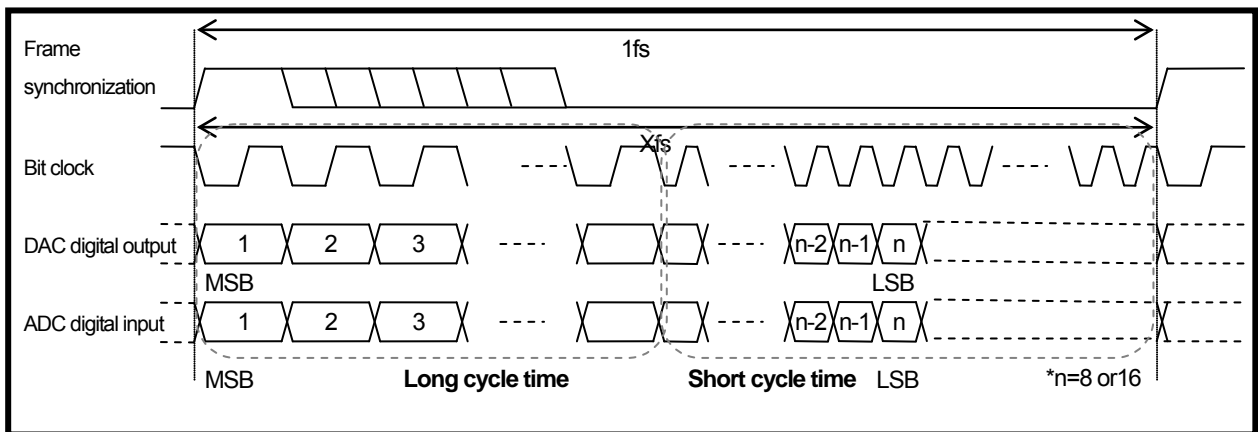 Frame
synchronization
1fs
Xfs
Bit clock
DAC digital output
1 2 3 n-2 n-1 n
MSB LSB
ADC digital input
1 2 3 n-2 n-1 n
MSB Long cycle time Short cycle time LSB *n=8 or16